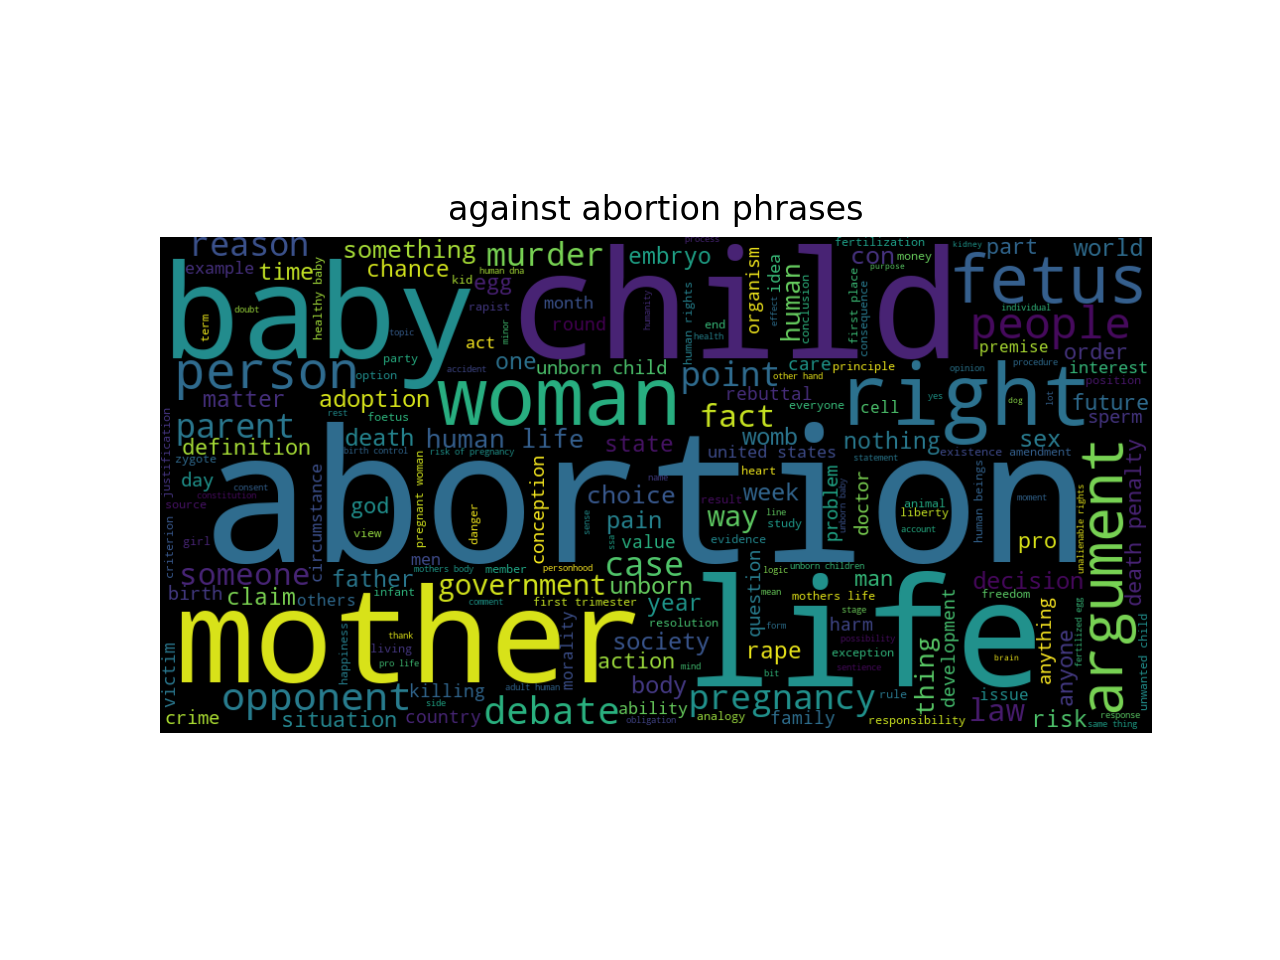 against abortion phrases
reason
something
murder
embryo
fertilization
con
money
kidney
part
world
process
example
time
healthy baby
chance
kid
human dna
egg
organism
idea
human
purpose
baby
child
fetus
term
doubt
rapist
month
humanity
effect
conclusion
first place
consequence
individual
topic
act
minor
round
human rights
end
health
people
premise
order
party
accident
one
unborn child
care
principle
opinion
procedure
interest
person
option
woman
point
other hand
right
position
matter
adoption
rebuttal
everyone
cell
yes
dog
lot
future
parent
rest
foetus
fact
sperm
justification
definition
death
human life
state
womb
nothing
sex
birth control
risk of pregnancy
united states
statement
existence
amendment
zygote
day
consent
constitution
source
circumstance
abortion
god
view
pregnant woman
danger
conception
name
heart
choice
result
week
problem
unborn baby
doctor
animal
liberty
account
human beings
moment
unalienable rights
argument
death penalty
criterion
girl
sense
ssa
pain
way
line
study
value
evidence
pro
men
mothers body
member
personhood
case
logic
unborn children
someone
father
government
unborn
question
mean
man
decision
birth
claim
others
infant
comment
first trimester
year
mothers life
stage
freedom
mother
life
thank
resolution
form
harm
development
anything
fertilized egg
happiness
living
pro life
morality
society
possibility
victim
action
mind
rape
exception
sentience
brain
thing
anyone
unwanted child
bit
opponent
killing
adult human
body
pregnancy
rule
issue
side
crime
situation
country
debate
ability
obligation
analogy
family
responsibility
law
risk
response
same thing